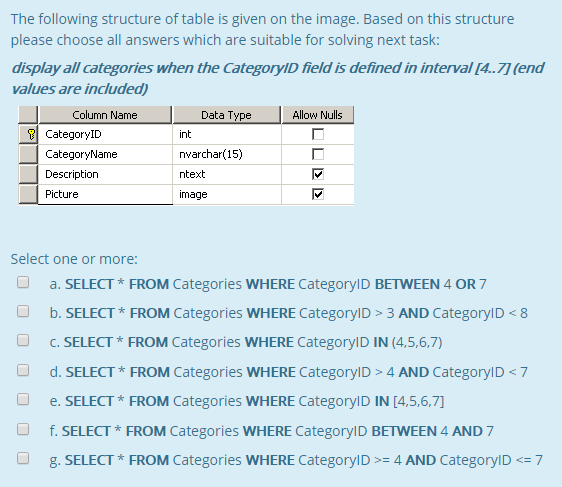 The following structure of table is given on the image. Based on this structure
please choose all answers which are suitable for solving next task:
display all categories when the CategoryID field is defined in interval [4..7] (end
values are included)
Column Name Data Type Allow Nulls
CategoryID int
CategoryName nvarchar(15)
Description ntext
Picture image
Select one or more:
a. SELECT * FROM Categories WHERE CategoryID BETWEEN 4 OR 7
b. SELECT * FROM Categories WHERE CategoryID > 3 AND CategoryID < 8
c. SELECT * FROM Categories WHERE CategoryID IN (4,5,6,7)
d. SELECT * FROM Categories WHERE CategoryID > 4 AND CategoryID < 7
e. SELECT * FROM Categories WHERE CategoryID IN [4,5,6,7]
f. SELECT * FROM Categories WHERE CategoryID BETWEEN 4 AND 7
g. SELECT * FROM Categories WHERE CategoryID >= 4 AND CategoryID <= 7